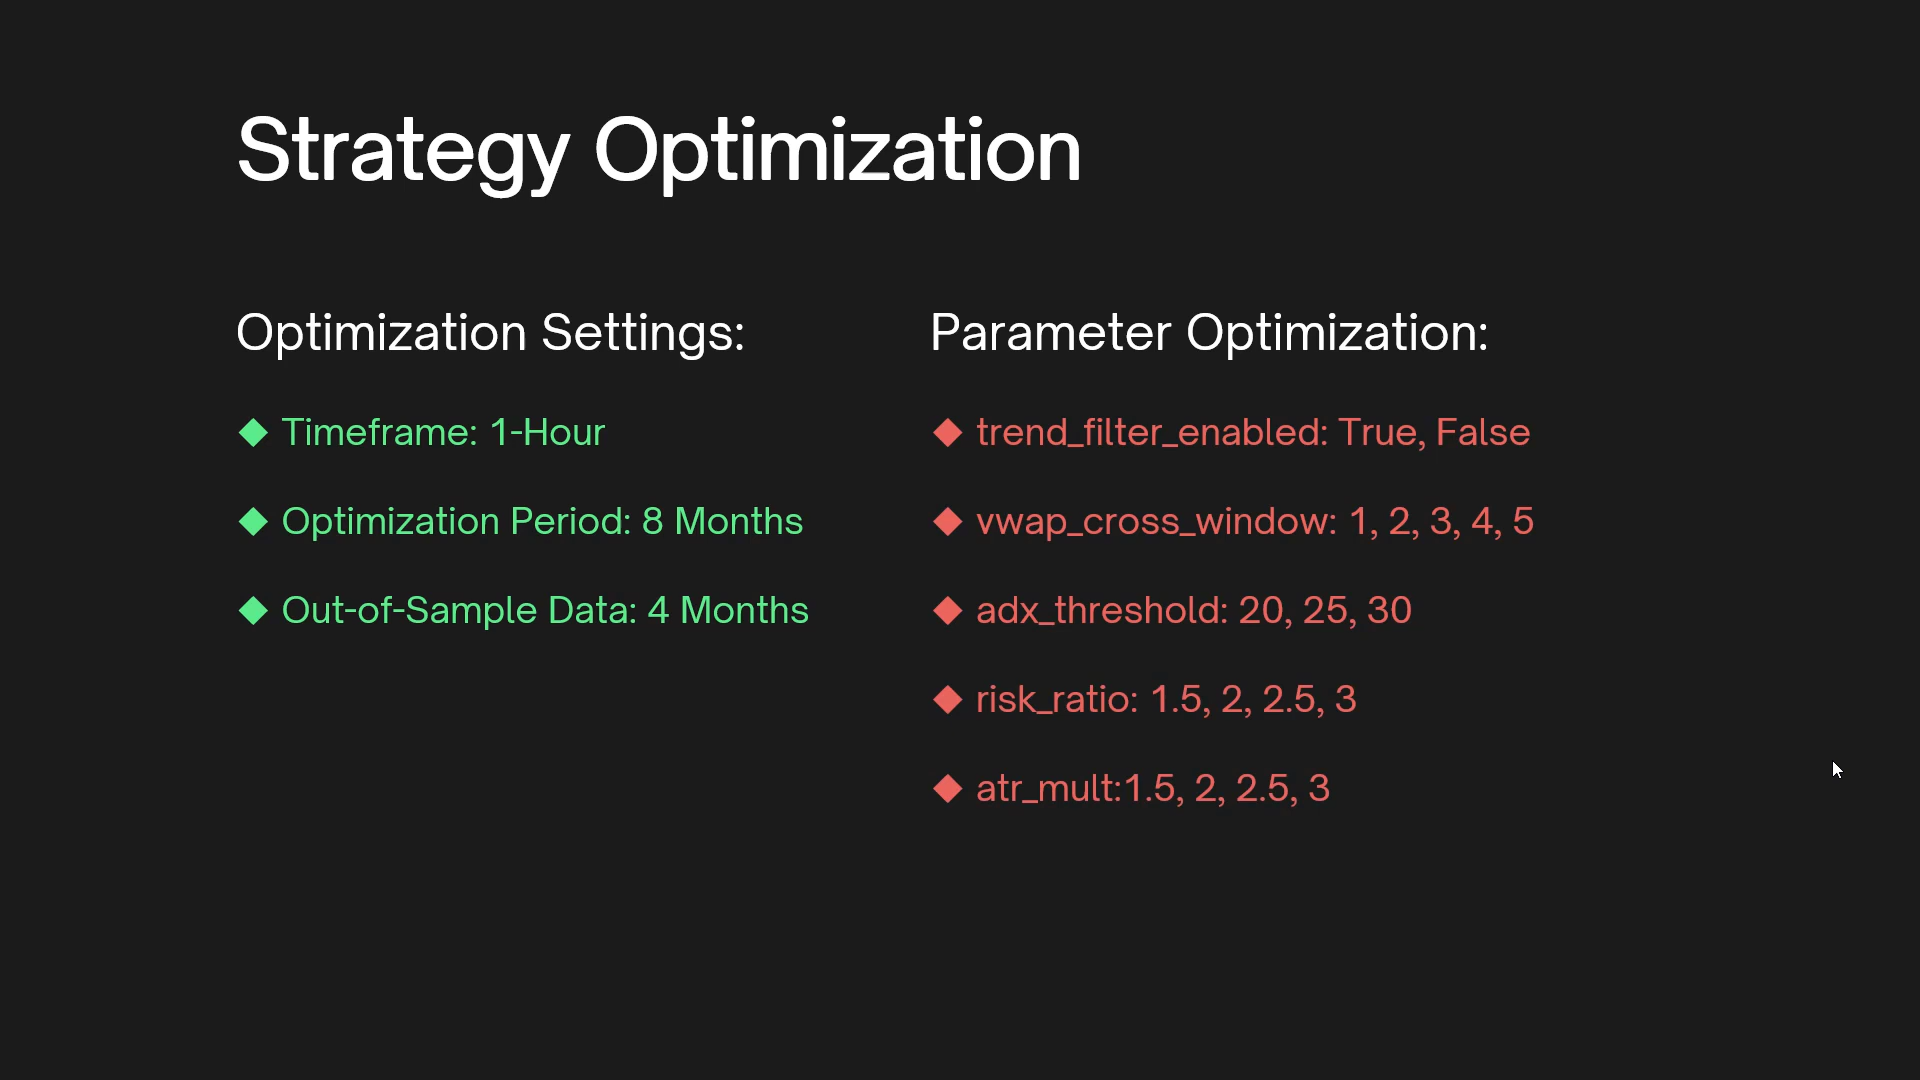 Strategy Optimization
Optimization Settings:
Timeframe: 1-Hour
Optimization Period: 8 Months
Out-of-Sample Data: 4 Months
Parameter Optimization:
trend_filter_enabled: True, False
vwap_cross_window: 1, 2, 3, 4, 5
adx_threshold: 20, 25, 30
risk_ratio: 1.5, 2, 2.5, 3
atr_mult:1.5, 2, 2.5, 3